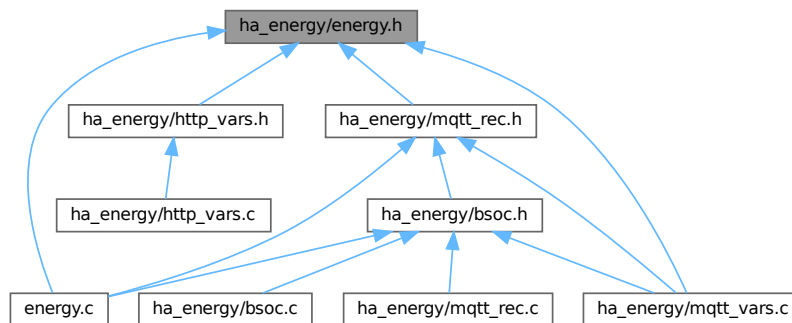 ha_energy/energy.h
ha_energy/http_vars.h
ha_energy/mqtt_rec.h
ha_energy/http_vars.c
ha_energy/bsoc.h
energy.c
ha_energy/bsoc.c
ha_energy/mqtt_rec.c
ha_energy/mqtt_vars.c